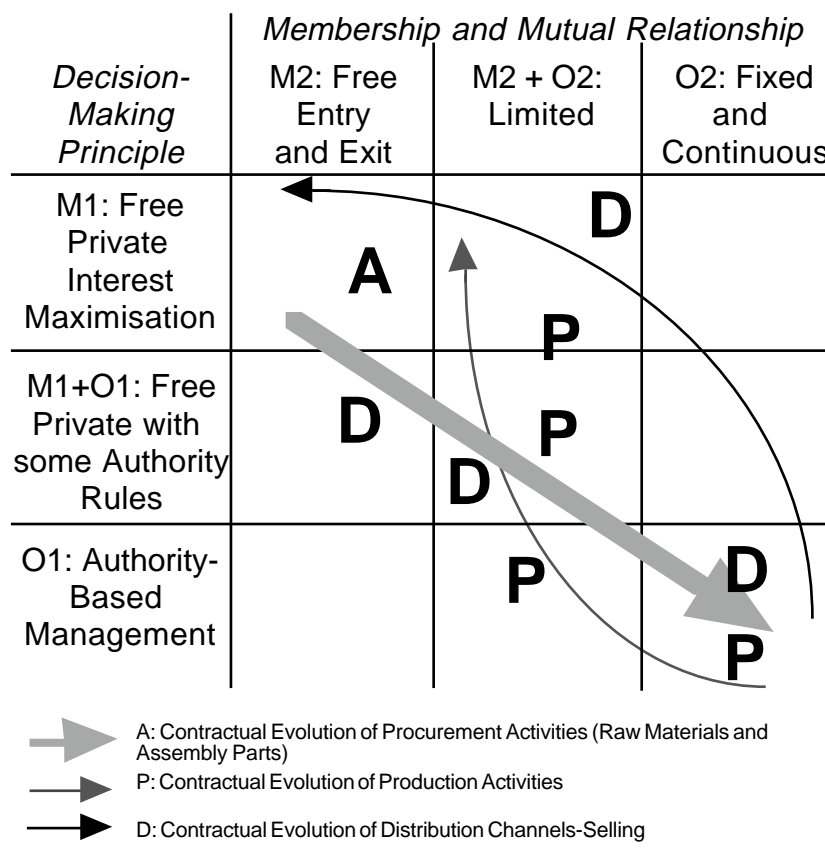 Membership and Mutual Relationship
Decision-
Making
Principle
M2: Free
Entry
and Exit
M2 + O2:
Limited
O2: Fixed
and
Continuous
M1: Free
Private
Interest
Maximisation
A
D
P
M1+O1: Free
Private with
some Authority
Rules
D
P
D
O1: Authority-
Based
Management
P
D
P
A: Contractual Evolution of Procurement Activities (Raw Materials and
Assembly Parts)
P: Contractual Evolution of Production Activities
D: Contractual Evolution of Distribution Channels-Selling